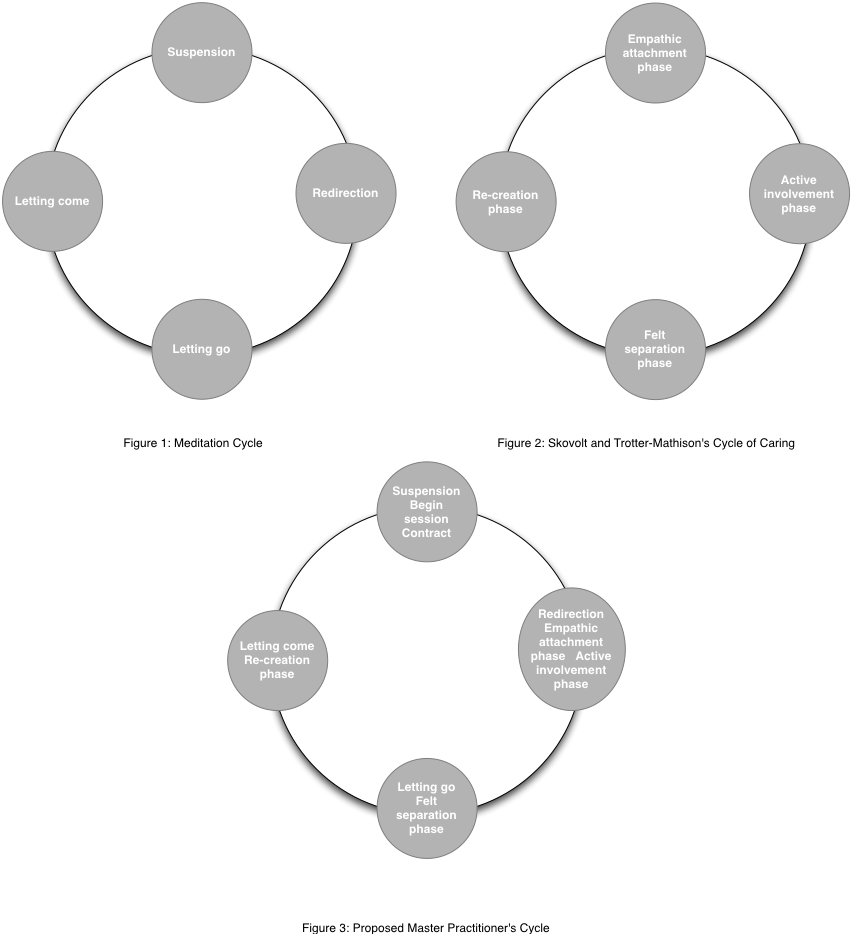 Suspension
Redirection
Letting come
Letting go
Figure 1: Meditation Cycle
Empathic
attachment
phase
Active
involvement
phase
Re-creation
phase
Felt
separation
phase
Figure 2: Skovolt and Trotter-Mathison's Cycle of Caring
Suspension
Begin
session
Contract
Redirection
Empathic
attachment
phase Active
involvement
phase
Letting come
Re-creation
phase
Letting go
Felt
separation
phase
Figure 3: Proposed Master Practitioner's Cycle